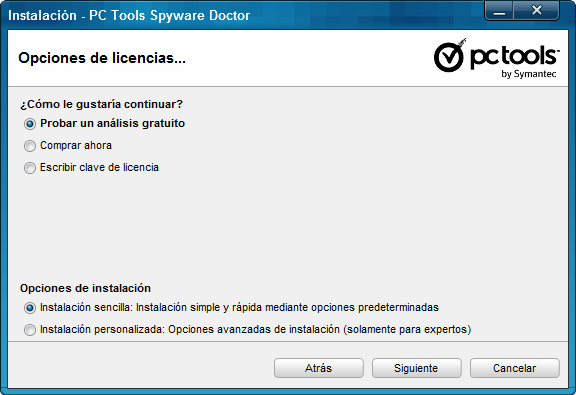 Instalación - PC Tools Spyware Doctor
Opciones de licencias...
pctools
by Symantec
¿Cómo le gustaría continuar?
Probar un análisis gratuito
Comprar ahora
Escribir clave de licencia
Opciones de instalación
Instalación sencilla: Instalación simple y rápida mediante opciones predeterminadas
Instalación personalizada: Opciones avanzadas de instalación (solamente para expertos)
Atrás
Siguiente
Cancelar